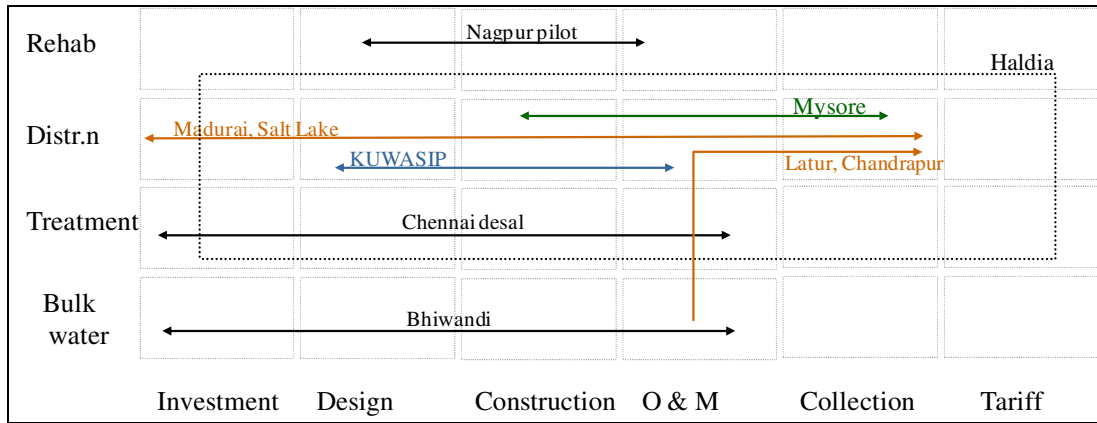 Rehab
Nagpur pilot
Haldia
Mysore
Distr.n
Madurai, Salt Lake
KUWASIP
Latur, Chandrapur
Treatment
Chennai desal
Bulk
water
Bhiwandi
Investment Design Construction O & M Collection Tariff